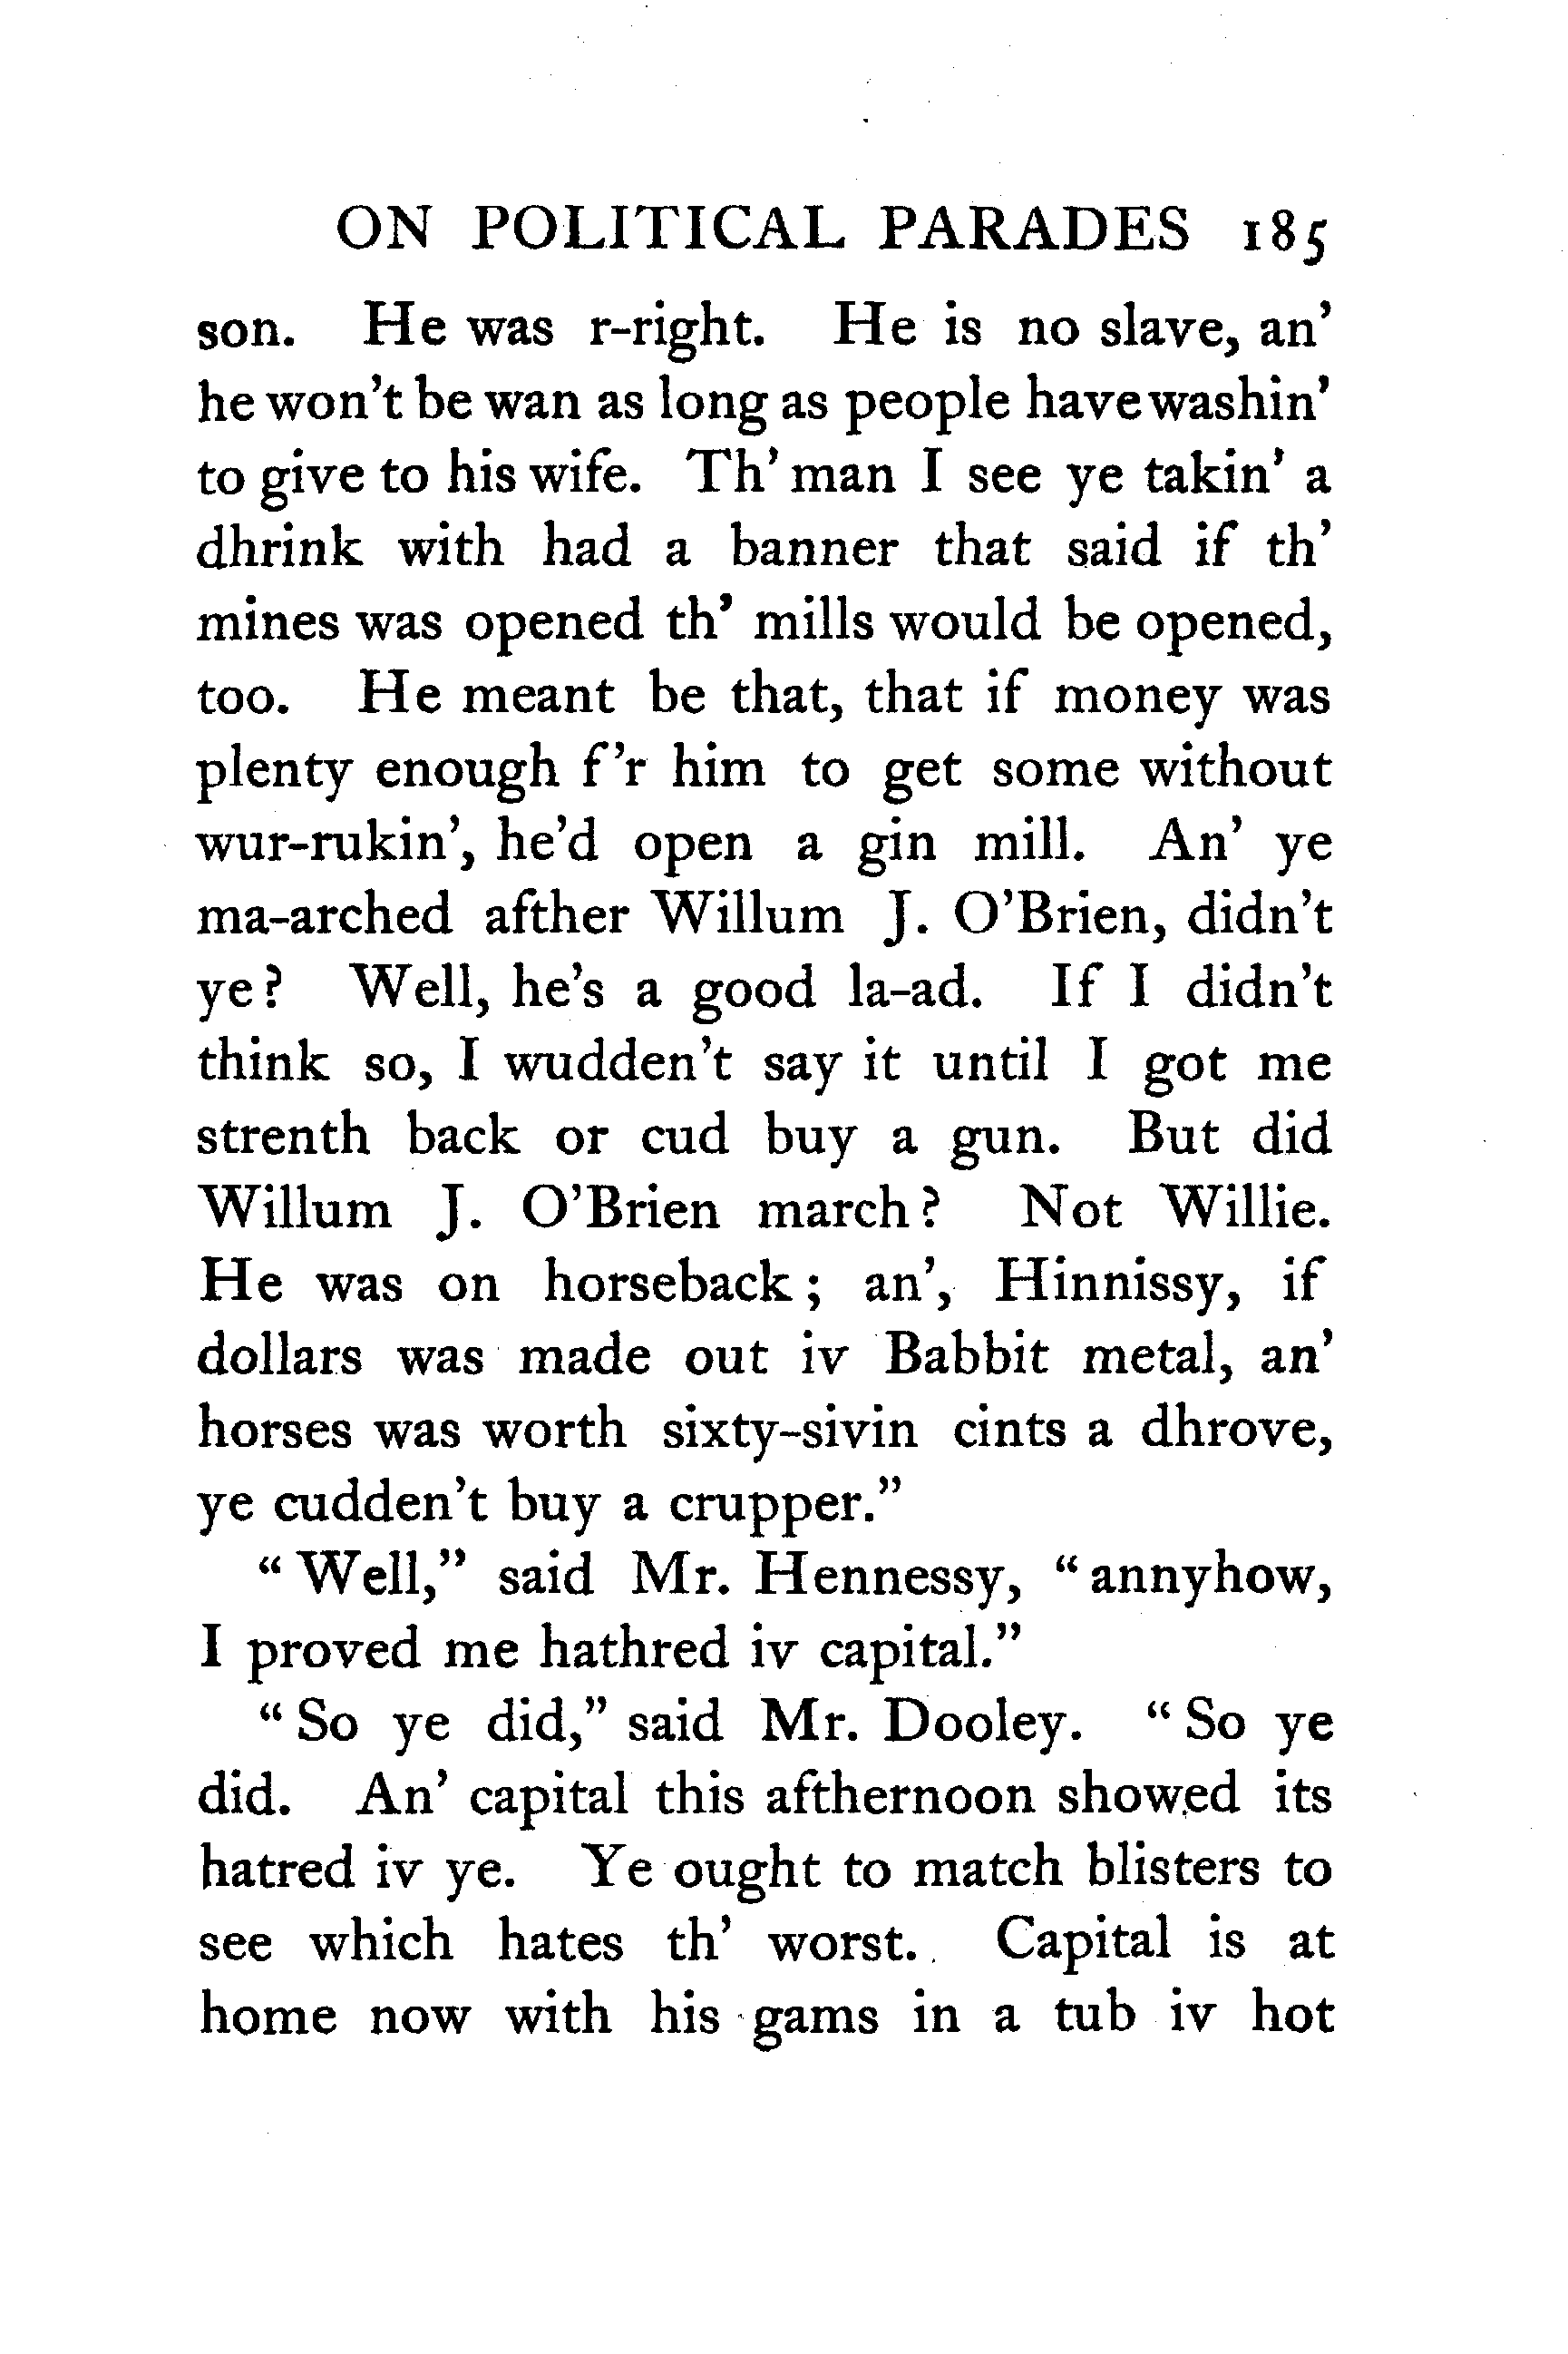 ON POLITICAL PARADES 185
son. He was r-right. He is no slave, an'
he won't be wan as long as people have washin'
to give to his wife. Th' man I see ye takin' a
dhrink with had a banner that said if th'
mines was opened th' mills would be opened,
too. He meant be that, that if money was
plenty enough f'r him to get some without
wur-rukin', he'd open a gin mill. An' ye
ma-arched afther Willum J. O'Brien, didn't
ye? Well, he's a good la-ad. If I didn't
think so, I wudden't say it until I got me
strenth back or cud buy a gun. But did
Willum J. O'Brien march? Not Willie.
He was on horseback; an', Hinnissy, if
dollars was made out iv Babbit metal, an'
horses was worth sixty-sivin cints a dhrove,
ye cudden't buy a crupper."
"Well," said Mr. Hennessy, "annyhow,
I proved me hathred iv capital."
"So ye did," said Mr. Dooley. "So ye
did. An' capital this afthernoon showed its
hatred iv ye. Ye ought to match blisters to
see which hates th' worst. Capital is at
home now with his gams in a tub iv hot